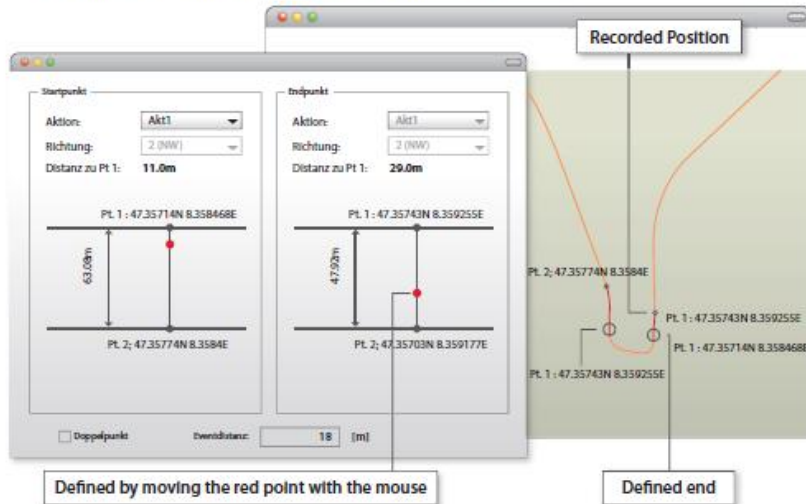 Recorded Position
Startpunkt
Aktion:
Akt1
Richtung:
2 (NW)
Distanz zu Pt 1:
11.0m
Pt. 1 : 47.35714N 8.358468E
63.08m
Pt. 2; 47.35774N 8.3584E
Endpunkt
Aktion:
Akt1
Richtung:
2 (NW)
Distanz zu Pt 1:
29.0m
Pt. 1 : 47.35743N 8.359255E
47.92m
Pt. 2; 47.35703N 8.359177E
Doppelpunkt
Eventdistanz:
18
[m]
Pt. 2; 47.35774N 8.3584E
Pt. 1 : 47.35743N 8.359255E
Pt. 1 : 47.35714N 8.358468E
Pt. 1 : 47.35743N 8.359255E
Defined by moving the red point with the mouse
Defined end